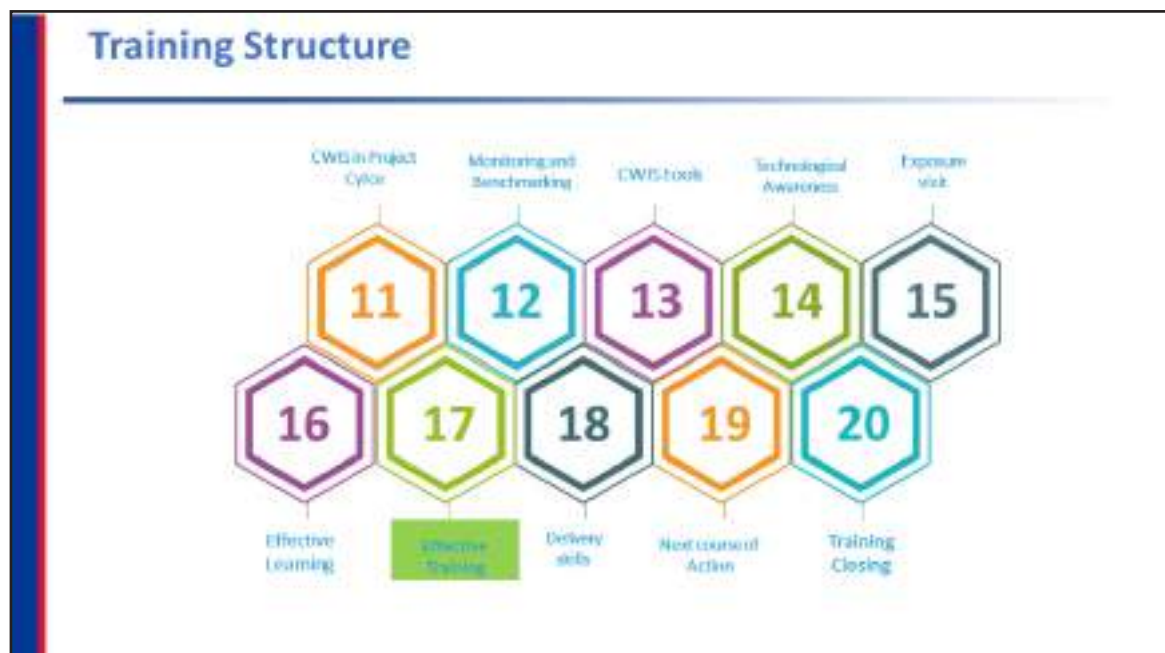 Training Structure
CWIS in Project
Cylce
Monitoring and
Benchmarking
CWIS tools
Technological
Awareness
Exposure
visit
11
12
13
14
15
16
17
18
19
20
Effective
Learning
Effective
Training
Delivery
skills
Next course of
Action
Training
Closing